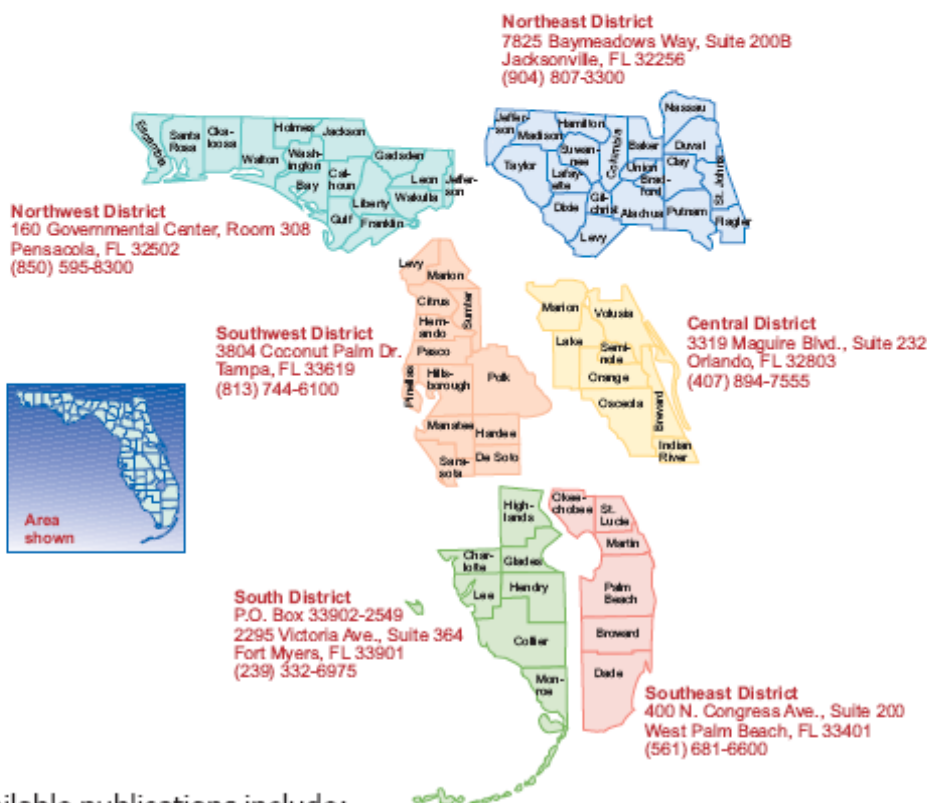 Northeast District
7825 Baymeadows Way, Suite 200B
Jacksonville, FL 32256
(904) 807-3300
Escambia
Santa
Rosa
Oka-
loosa
Walton
Holmes
Jackson
Wash-
ington
Bay
Cal-
houn
Gulf
Liberty
Franklin
Gadsden
Leon
Wakulla
Jeffer-
son
Jeffer-
son
Madison
Hamilton
Taylor
Suwan-
nee
Lafay-
ette
Dixie
Columbia
Gil-
christ
Levy
Baker
Union
Brad-
ford
Alachua
Nassau
Duval
Clay
St. Johns
Putnam
Flagler
Northwest District
160 Governmental Center, Room 308
Pensacola, FL 32502
(850) 595-8300
Levy
Marion
Citrus
Sumter
Her-
nando
Pasco
Pinellas
Hills-
borough
Polk
Manatee
Hardee
Sara-
sota
De Soto
Southwest District
3804 Coconut Palm Dr.
Tampa, FL 33619
(813) 744-6100
Marion
Volusia
Lake
Semi-
nole
Orange
Osceola
Brevard
Indian
River
Central District
3319 Maguire Blvd., Suite 232
Orlando, FL 32803
(407) 894-7555
Area
shown
High-
lands
Char-
lotte
Glades
Lee
Hendry
Collier
Mon-
roe
South District
P.O. Box 33902-2549
2295 Victoria Ave., Suite 364
Fort Myers, FL 33901
(239) 332-6975
Okee-
chobee
St.
Lucie
Martin
Palm
Beach
Broward
Dade
Southeast District
400 N. Congress Ave., Suite 200
West Palm Beach, FL 33401
(561) 681-6600
publications include: